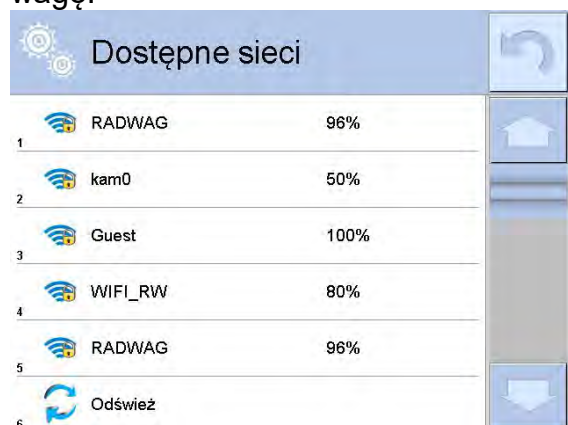 wagę.
Dostępne sieci
1 RADWAG 96%
2 kam0 50%
3 Guest 100%
4 WIFI_RW 80%
5 RADWAG 96%
6 Odśwież